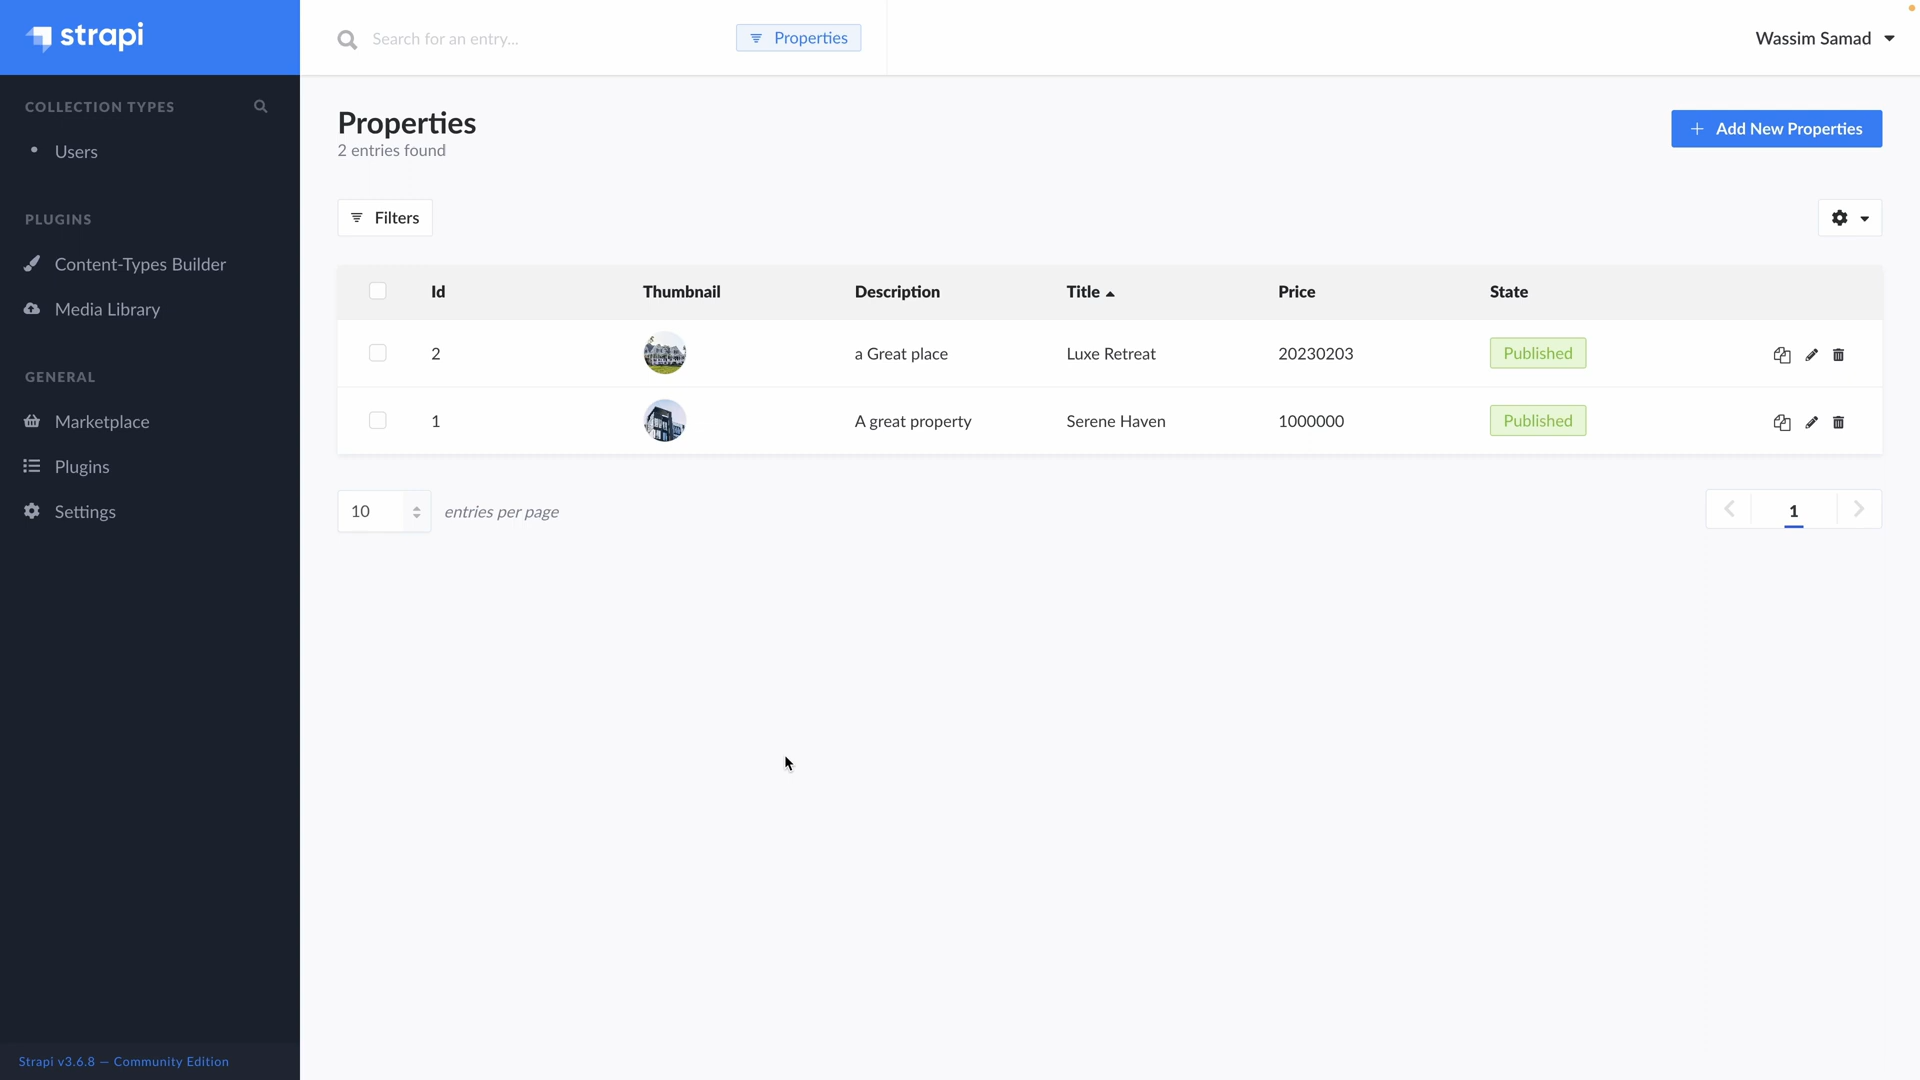 strapi
Search for an entry...
Properties
Wassim Samad
COLLECTION TYPES
Users
PLUGINS
Content-Types Builder
Media Library
GENERAL
Marketplace
Plugins
Settings
Strapi v3.6.8 — Community Edition
Properties
2 entries found
Add New Properties
Filters
Id Thumbnail Description Title Price State
2 a Great place Luxe Retreat 20230203 Published
1 A great property Serene Haven 1000000 Published
10 entries per page
1